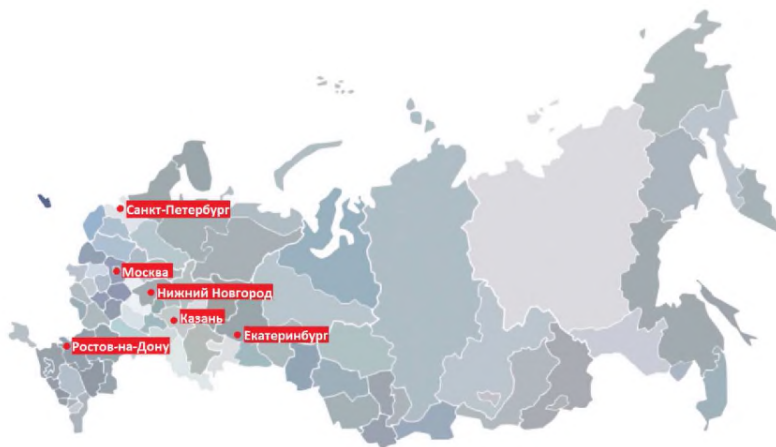 Санкт-Петербург
Москва
Нижний Новгород
Казань
Екатеринбург
Ростов-на-Дону